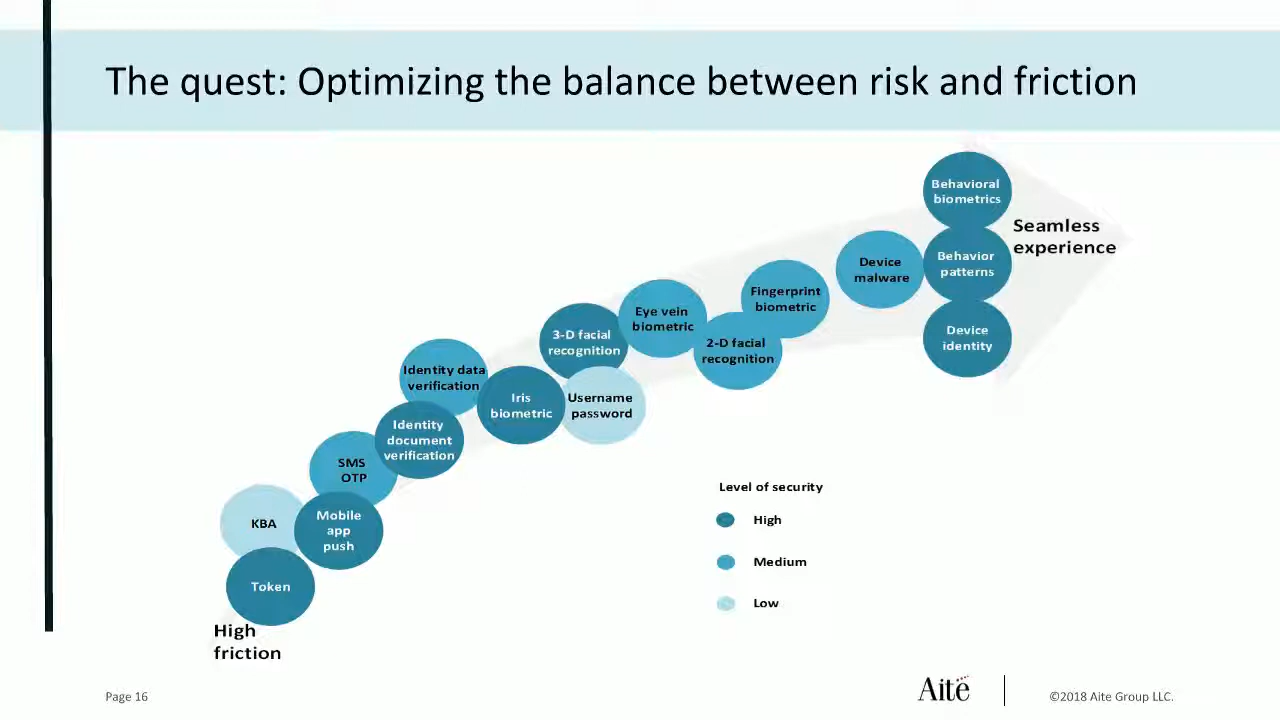 The quest: Optimizing the balance between risk and friction
Behavioral
biometrics
Seamless
experience
Behavior
patterns
Device
malware
Fingerprint
biometric
Eye vein
biometric
Device
identity
3-D facial
recognition
2-D facial
recognition
Identity data
verification
Iris
biometric
Username
password
Identity
document
verification
SMS
OTP
KBA
Mobile
app
push
Token
High
friction
Level of security
High
Medium
Low
Page 16
Aitē
©2018 Aite Group LLC.